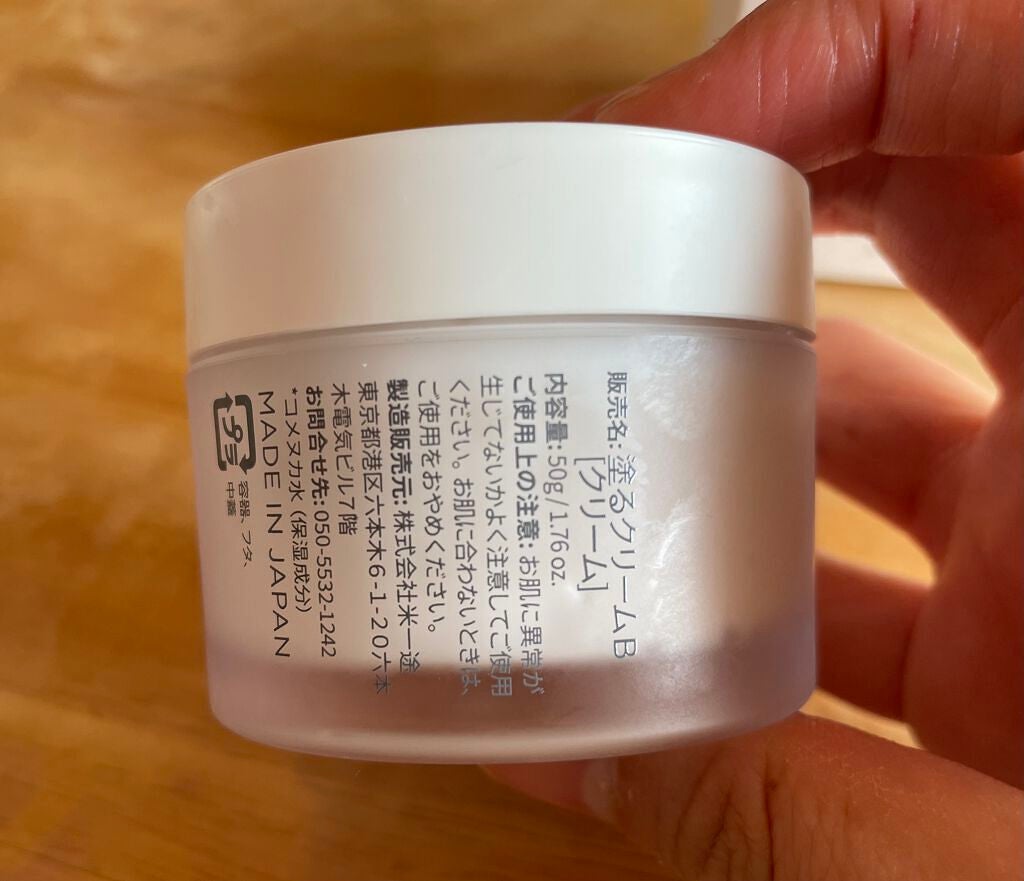 販売名: 塗るクリームB
[クリーム]
内容量: 50g/1.76 oz.
ご使用上の注意: お肌に異常が
生じてないかよく注意してご使用
ください。お肌に合わないときは、
ご使用をおやめください。
製造販売元: 株式会社米一途
東京都港区六本木6-1-20六本
木電気ビル7階
お問合せ先: 050-5532-1242
*コメヌカ水 (保湿成分)
MADE IN JAPAN
プラ
容器、フタ、
中蓋